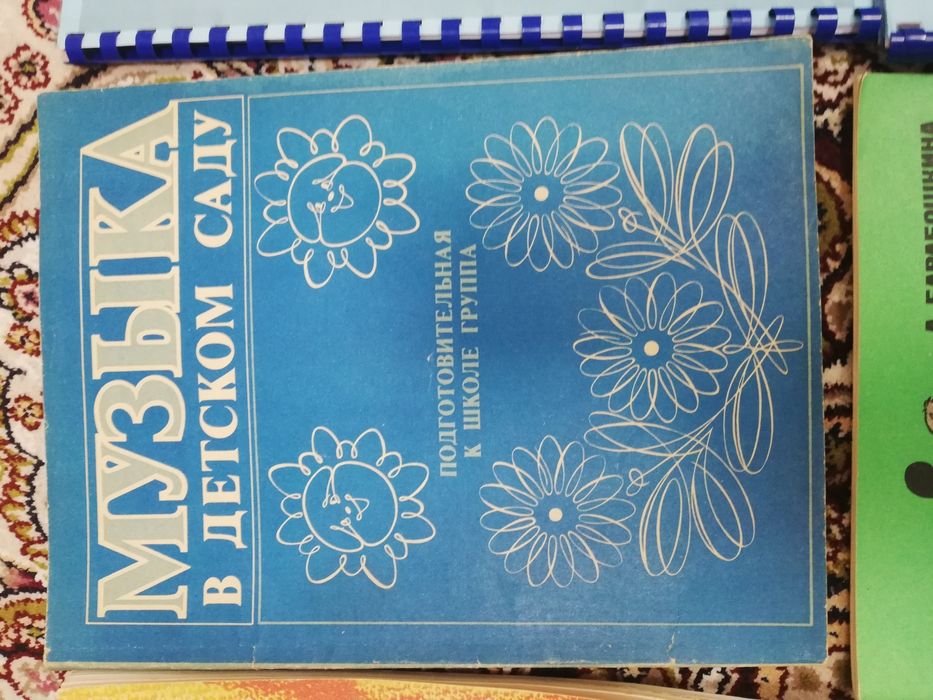 МУЗЫКА
В ДЕТСКОМ САДУ
ПОДГОТОВИТЕЛЬНАЯ
К ШКОЛЕ ГРУППА